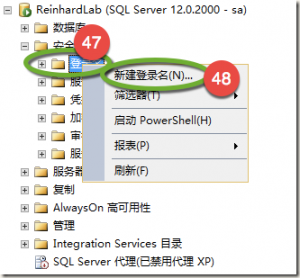 ReinhardLab (SQL Server 12.0.2000 - sa)
数据库
安全
47
登
新建登录名(N)...
48
服
筛选器(T)
凭
启动 PowerShell(H)
加
审
报表(P)
服
刷新(F)
服务器
复制
AlwaysOn 高可用性
管理
Integration Services 目录
SQL Server 代理(已禁用代理 XP)